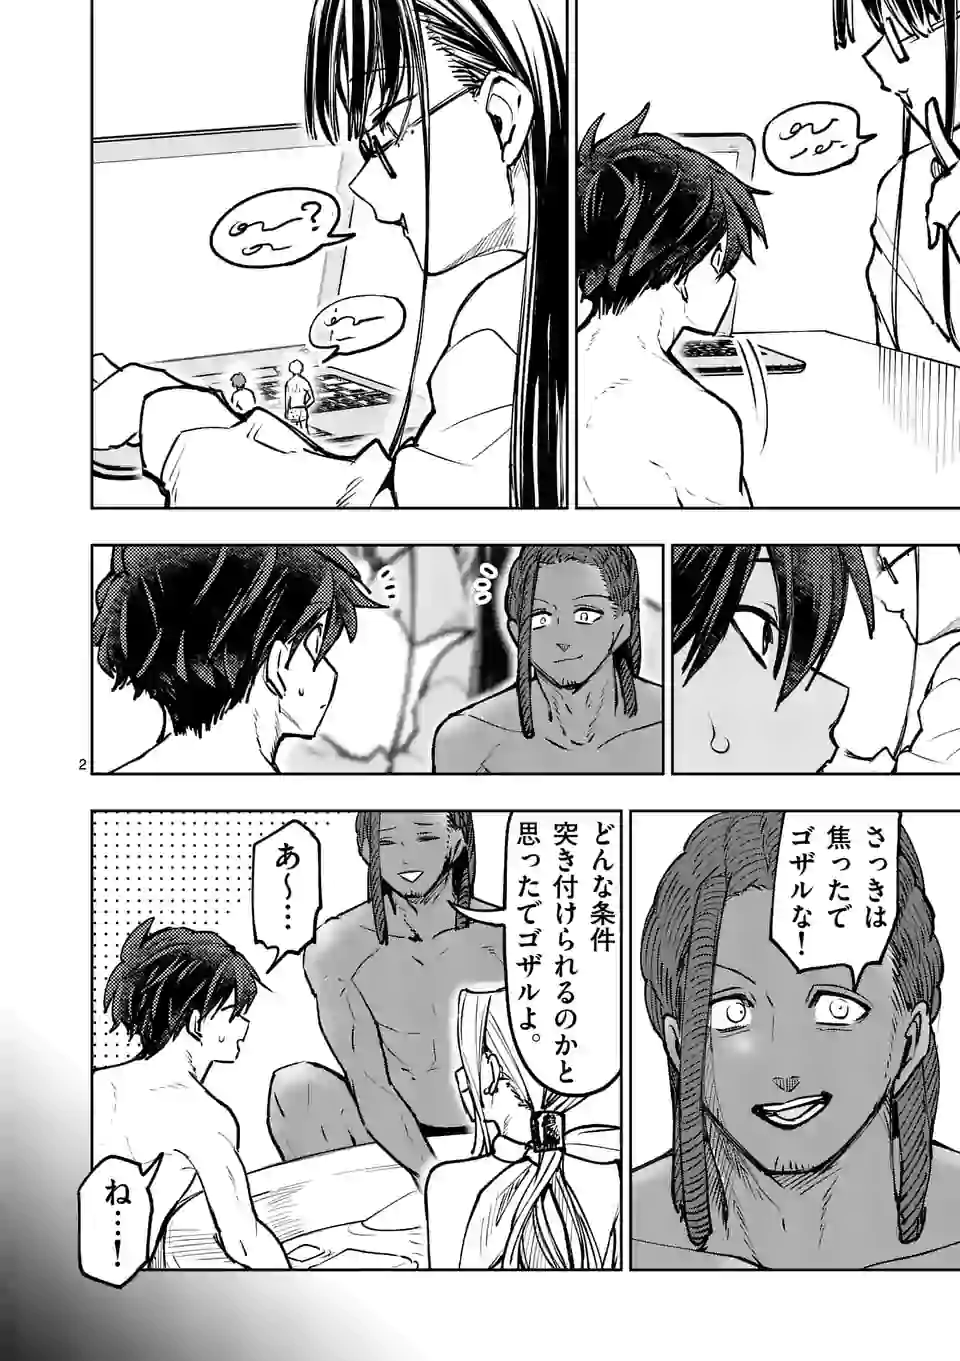 さっきは
焦ったで
ゴザルな!
どんな条件
突き付けられるのかと
思ったでゴザルよ。
あ〜…
ね…!
2